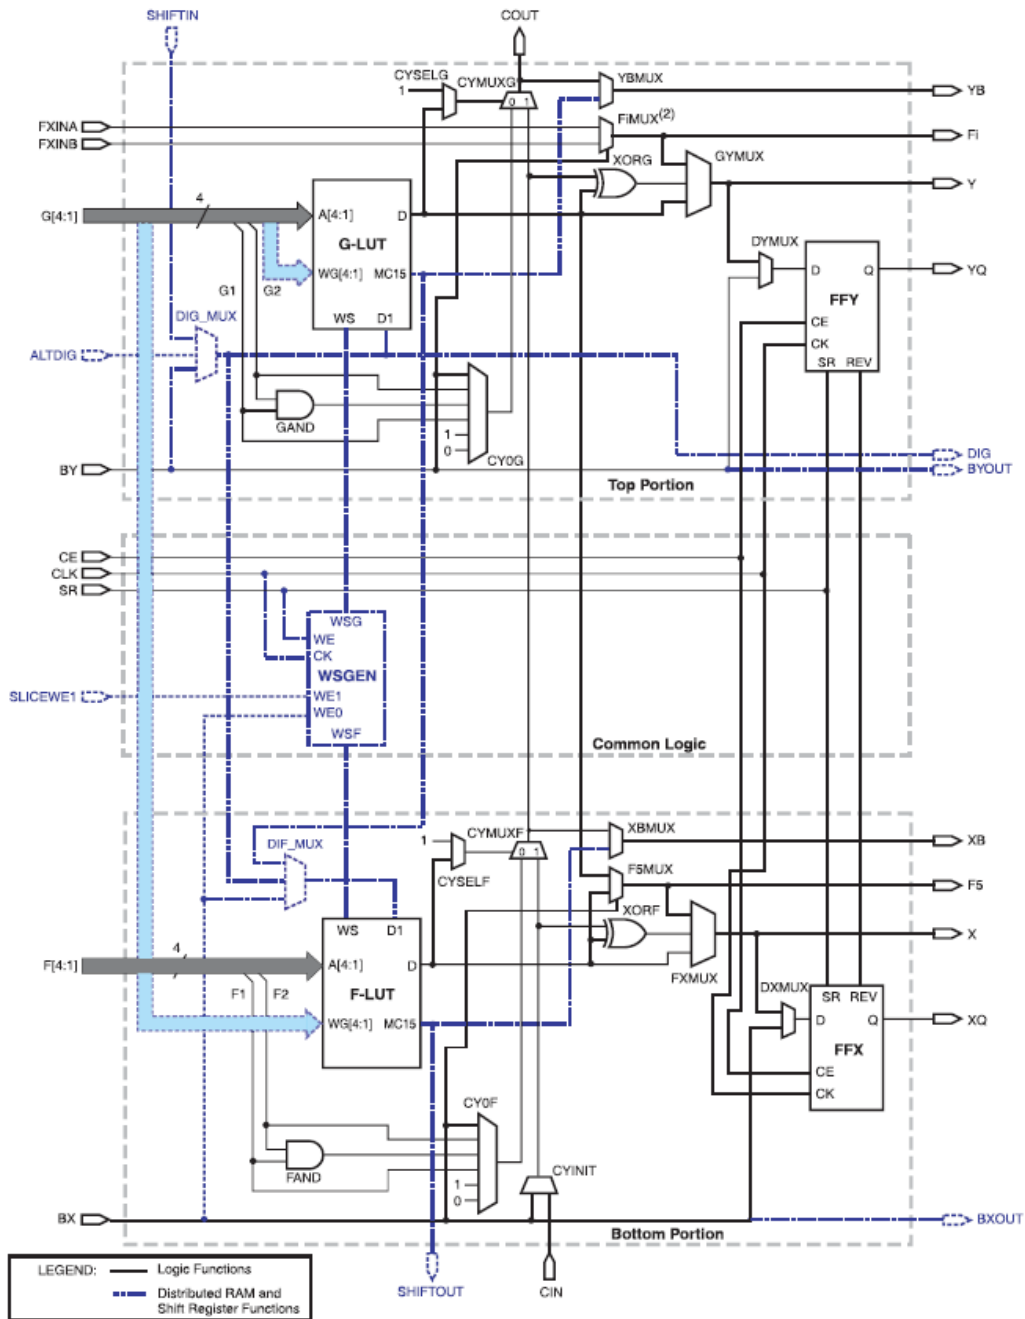 SHIFTIN
COUT
CYSELG
CYMUXG
YBMUX
1
0 1
YB
FXINA
FiMUX(2)
Fi
FXINB
XORG
GYMUX
Y
4
G[4:1]
A[4:1]
D
G-LUT
DYMUX
WG[4:1]
MC15
D
Q
YQ
G1
G2
FFY
DIG_MUX
WS
D1
CE
CK
ALTDIG
SR
REV
GAND
1
0
CY0G
DIG
BY
BYOUT
Top Portion
CE
CLK
SR
WSG
WE
CK
WSGEN
SLICEWE1
WE1
WE0
WSF
Common Logic
CYMUXF
XBMUX
1
0 1
XB
DIF_MUX
CYSELF
F5MUX
F5
XORF
WS
D1
X
4
F[4:1]
A[4:1]
D
FXMUX
F1
F2
F-LUT
DXMUX
SR
REV
WG[4:1]
MC15
D
Q
XQ
FFX
CE
CK
CY0F
FAND
CYINIT
1
0
BX
BXOUT
Bottom Portion
LEGEND:
Logic Functions
Distributed RAM and
Shift Register Functions
SHIFTOUT
CIN